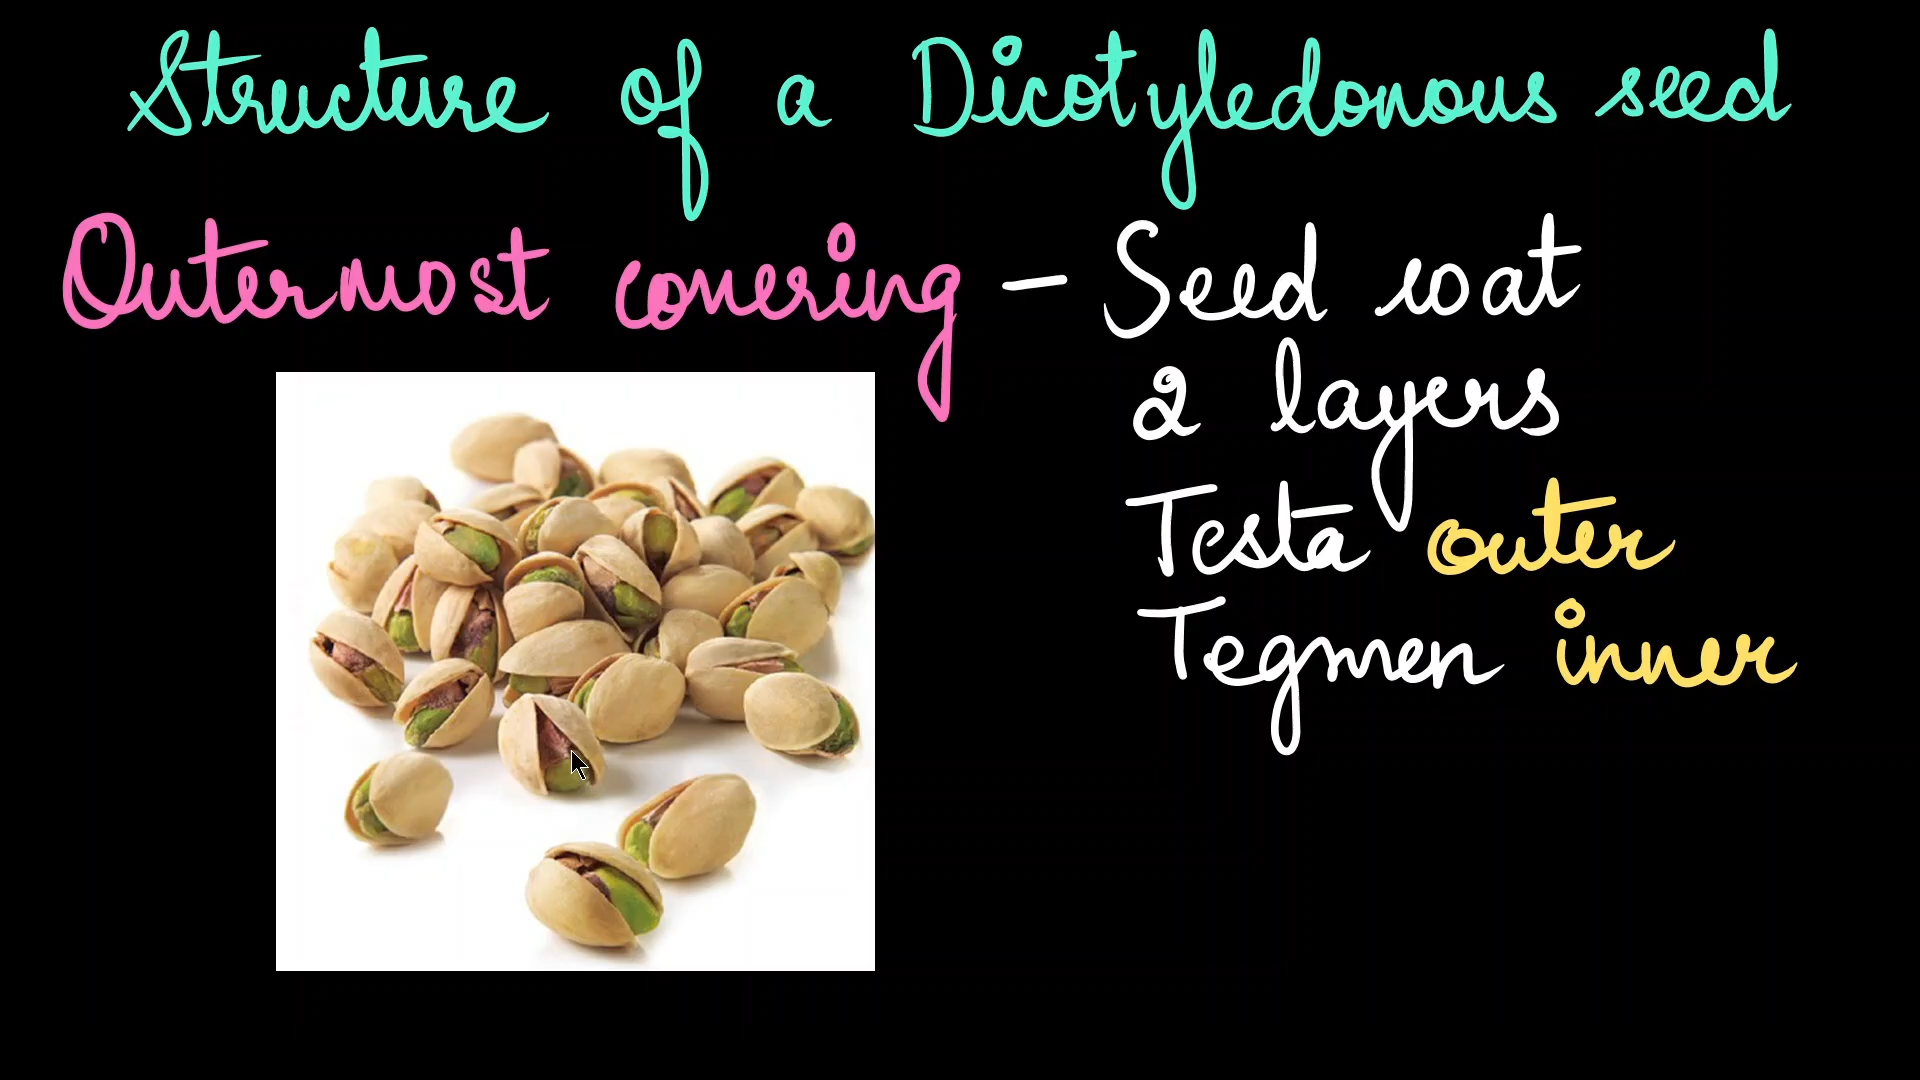 Structure of a Dicotyledonous seed
Outermost covering - Seed coat
2 layers
Testa outer
Tegmen inner